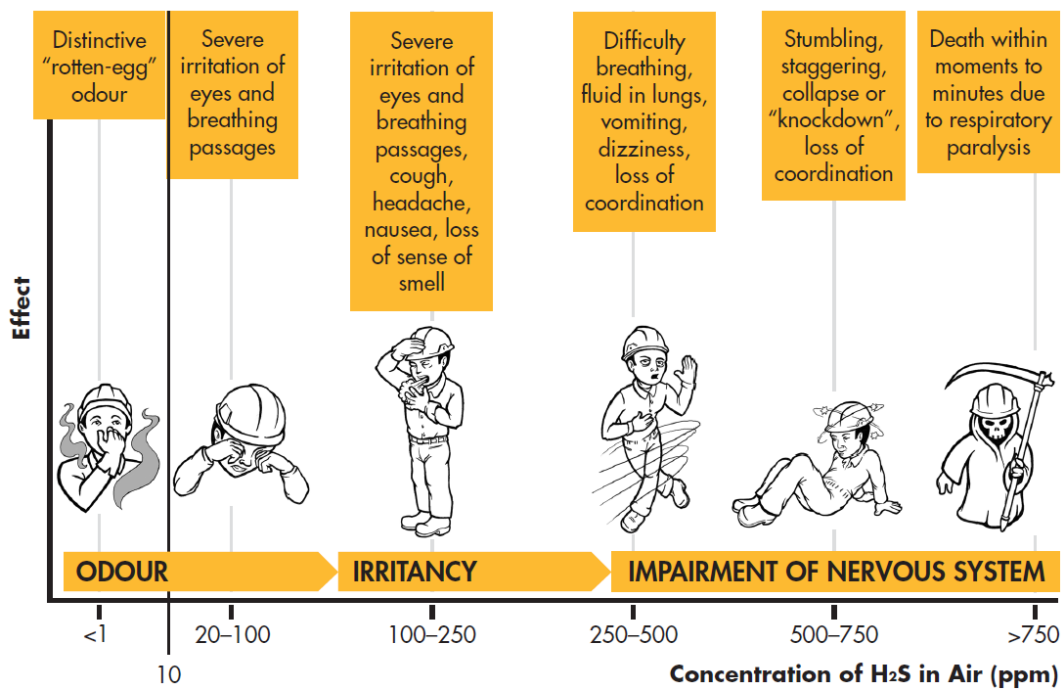 Distinctive
“rotten-egg”
odour
Severe
irritation of
eyes and
breathing
passages
Severe
irritation of
eyes and
breathing
passages,
cough,
headache,
nausea, loss
of sense of
smell
Difficulty
breathing,
fluid in lungs,
vomiting,
dizziness,
loss of
coordination
Stumbling,
staggering,
collapse or
“knockdown”,
loss of
coordination
Death within
moments to
minutes due
to respiratory
paralysis
Effect
ODOUR
IRRITANCY
IMPAIRMENT OF NERVOUS SYSTEM
<1
20–100
100–250
250–500
500–750
>750
10
Concentration of H2S in Air (ppm)